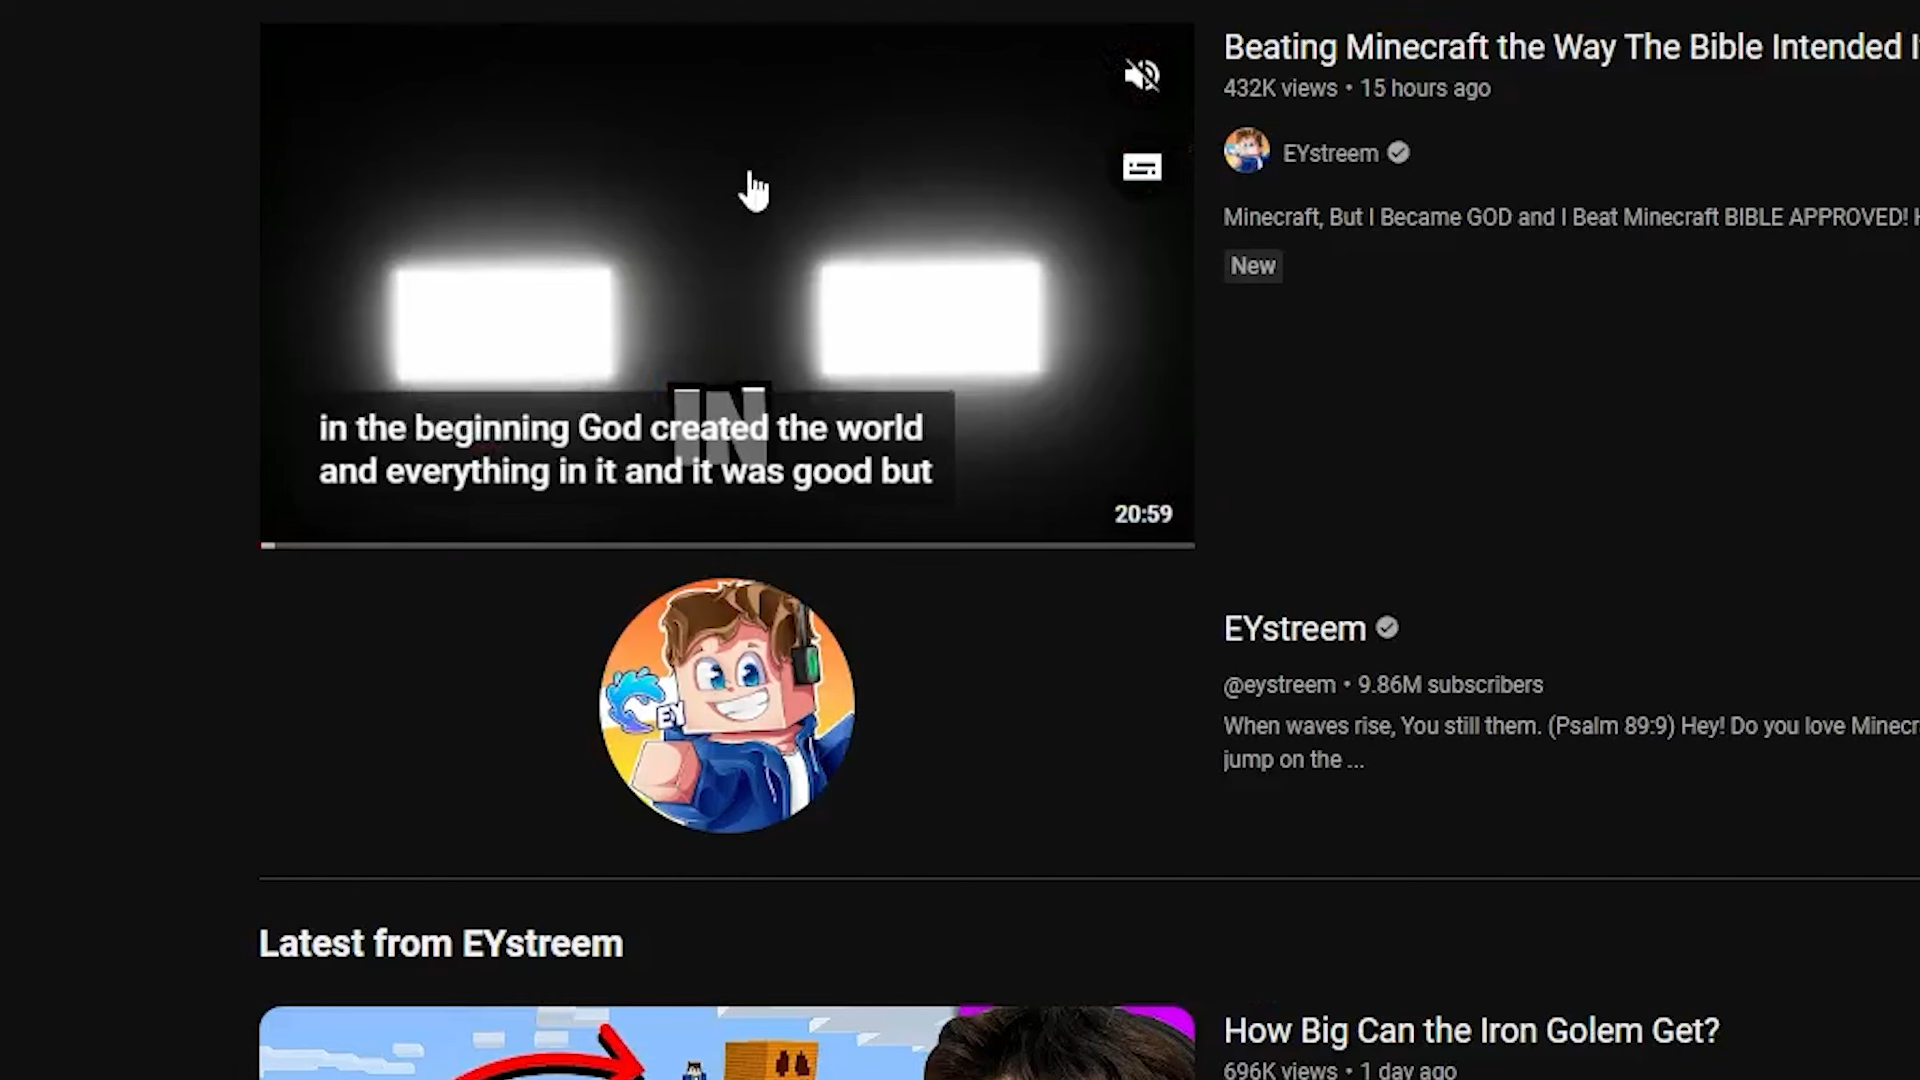 Beating Minecraft the Way The Bible Intended
432K views • 15 hours ago
EYstreem
Minecraft, But I Became GOD and I Beat Minecraft BIBLE APPROVED!
New
IN
in the beginning God created the world
and everything in it and it was good but
20:59
EY
EYstreem
@eystreem • 9.86M subscribers
When waves rise, You still them. (Psalm 89:9) Hey! Do you love Minecr
jump on the ...
Latest from EYstreem
How Big Can the Iron Golem Get?
696K views • 1 day ago